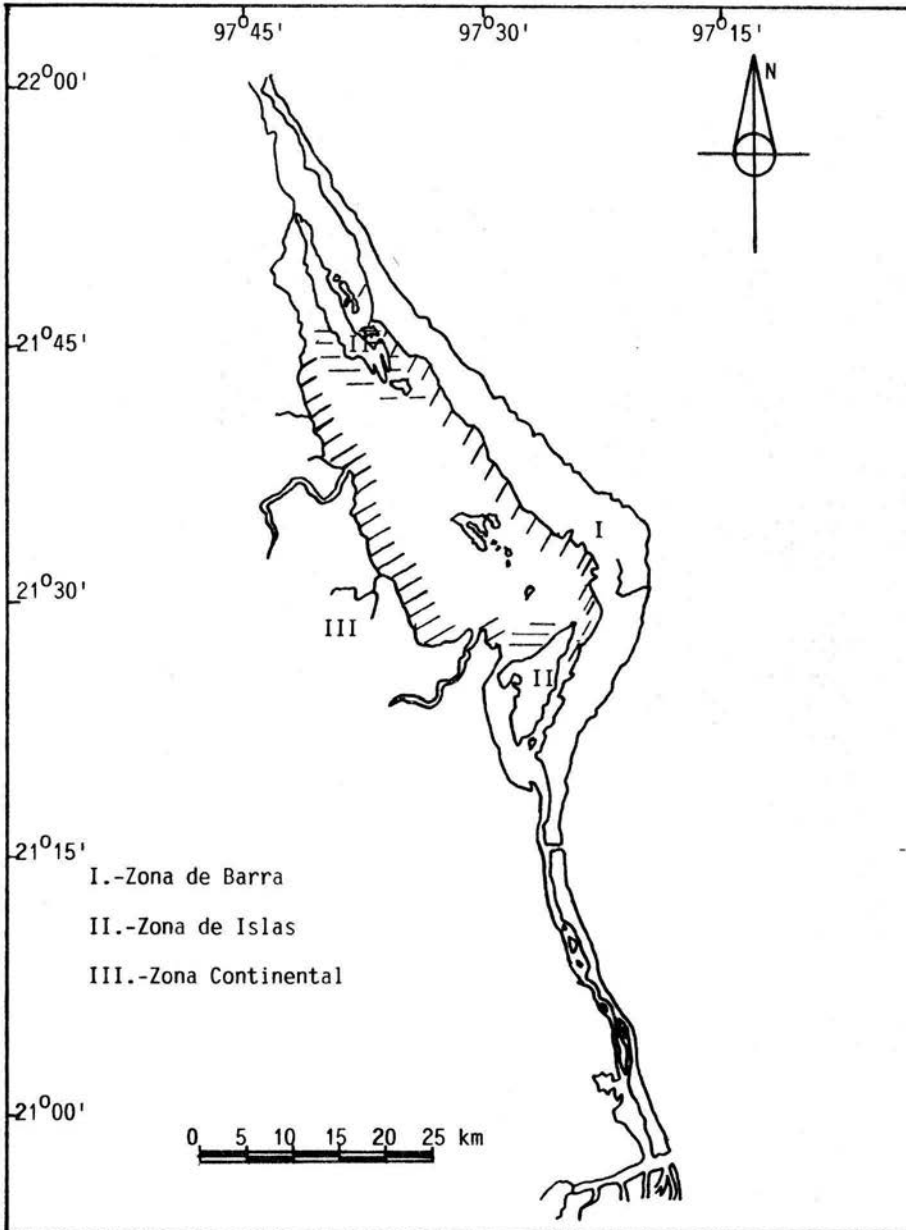 97°45' 97°30' 97°15'
22°00'
N
21°45'
II
I
21°30'
III
II
21°15'
I.-Zona de Barra
II.-Zona de Islas
III.-Zona Continental
21°00'
0 5 10 15 20 25 km